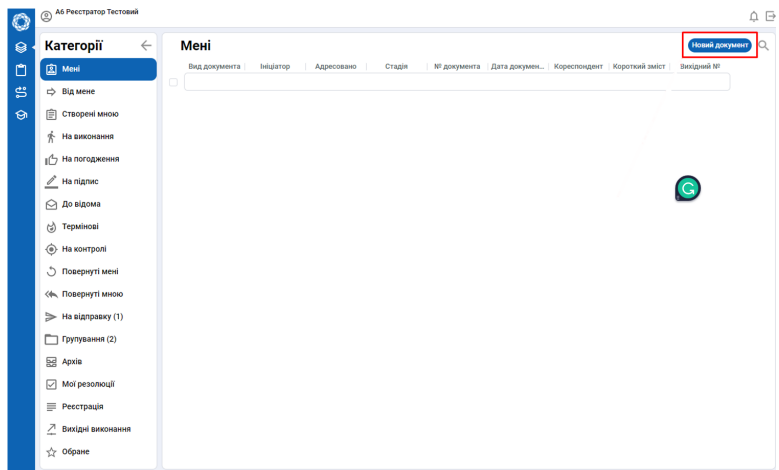 А6 Реєстратор Тестовий
Категорії
Мені
Від мене
Створені мною
На виконання
На погодження
На підпис
До відома
Термінові
На контролі
Повернуті мені
Повернуті мною
На відправку (1)
Групування (2)
Архів
Мої резолюції
Реєстрація
Вихідні виконання
Обране
Мені
Новий документ
Вид документа Ініціатор Адресовано Стадія № документа Дата докумен... Кореспондент Короткий зміст Вихідний №